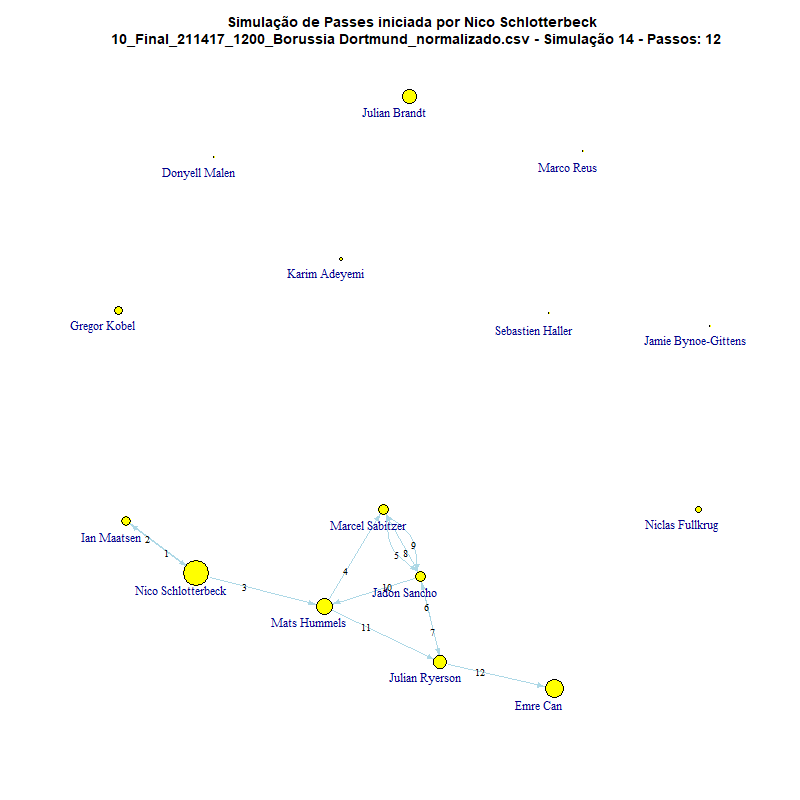 Simulação de Passes iniciada por Nico Schlotterbeck
10_Final_211417_1200_Borussia Dortmund_normalizado.csv - Simulação 14 - Passos: 12
Julian Brandt
Donyell Malen
Marco Reus
Karim Adeyemi
Gregor Kobel
Sebastien Haller
Jamie Bynoe-Gittens
Marcel Sabitzer
Niclas Fullkrug
Ian Maatsen
2
1
9
8
5
4
Nico Schlotterbeck
3
10
Jadon Sancho
6
Mats Hummels
11
7
Julian Ryerson
12
Emre Can